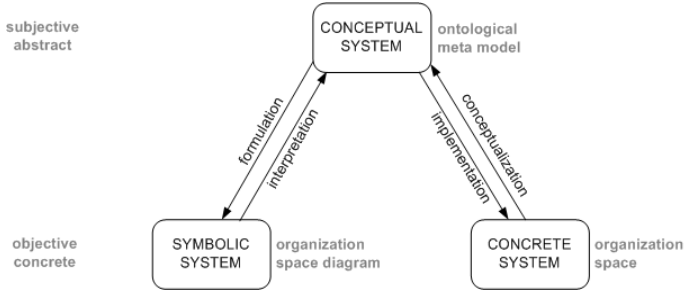 subjective
abstract
CONCEPTUAL
SYSTEM
ontological
meta model
formulation
interpretation
implementation
conceptualization
objective
concrete
SYMBOLIC
SYSTEM
organization
space diagram
CONCRETE
SYSTEM
organization
space